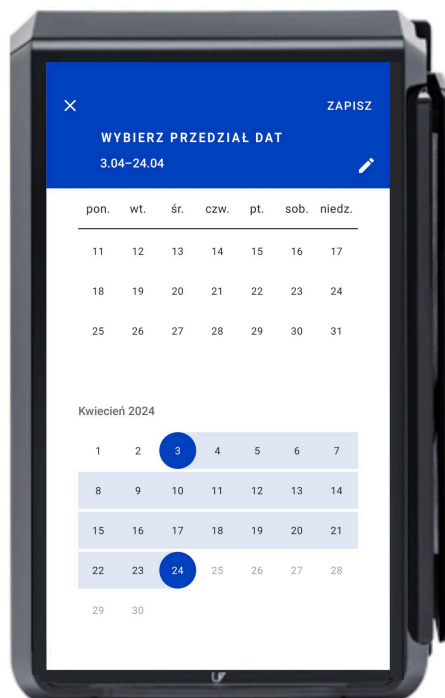 ZAPISZ
WYBIERZ PRZEDZIAŁ DAT
3.04–24.04
pon. wt. śr. czw. pt. sob. niedz.
11 12 13 14 15 16 17
18 19 20 21 22 23 24
25 26 27 28 29 30 31
Kwiecień 2024
1 2 3 4 5 6 7
8 9 10 11 12 13 14
15 16 17 18 19 20 21
22 23 24 25 26 27 28
29 30